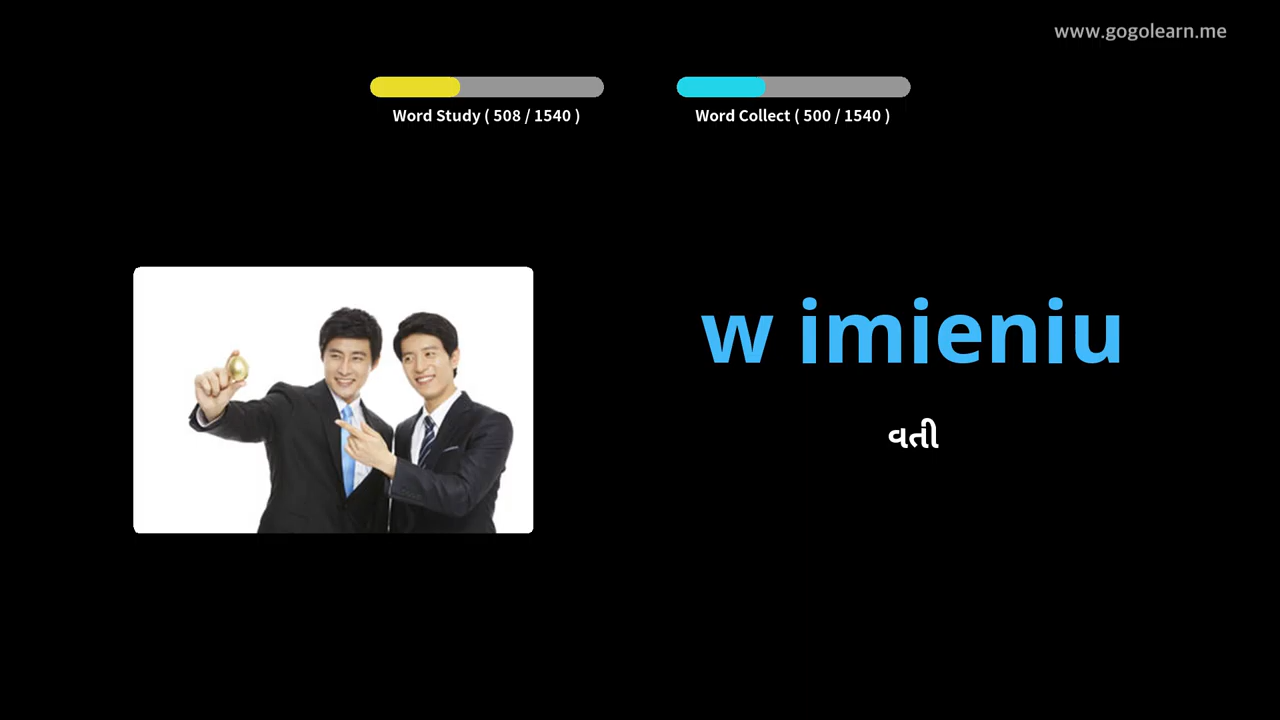 www.gogolearn.me
Word Study ( 508 / 1540 )
Word Collect ( 500 / 1540 )
w imieniu
વતી